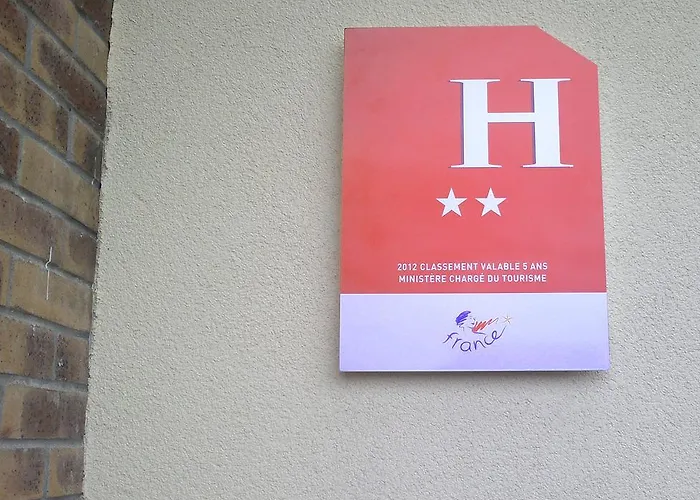 H
★★
2012 CLASSEMENT VALABLE 5 ANS
MINISTÈRE CHARGÉ DU TOURISME
france